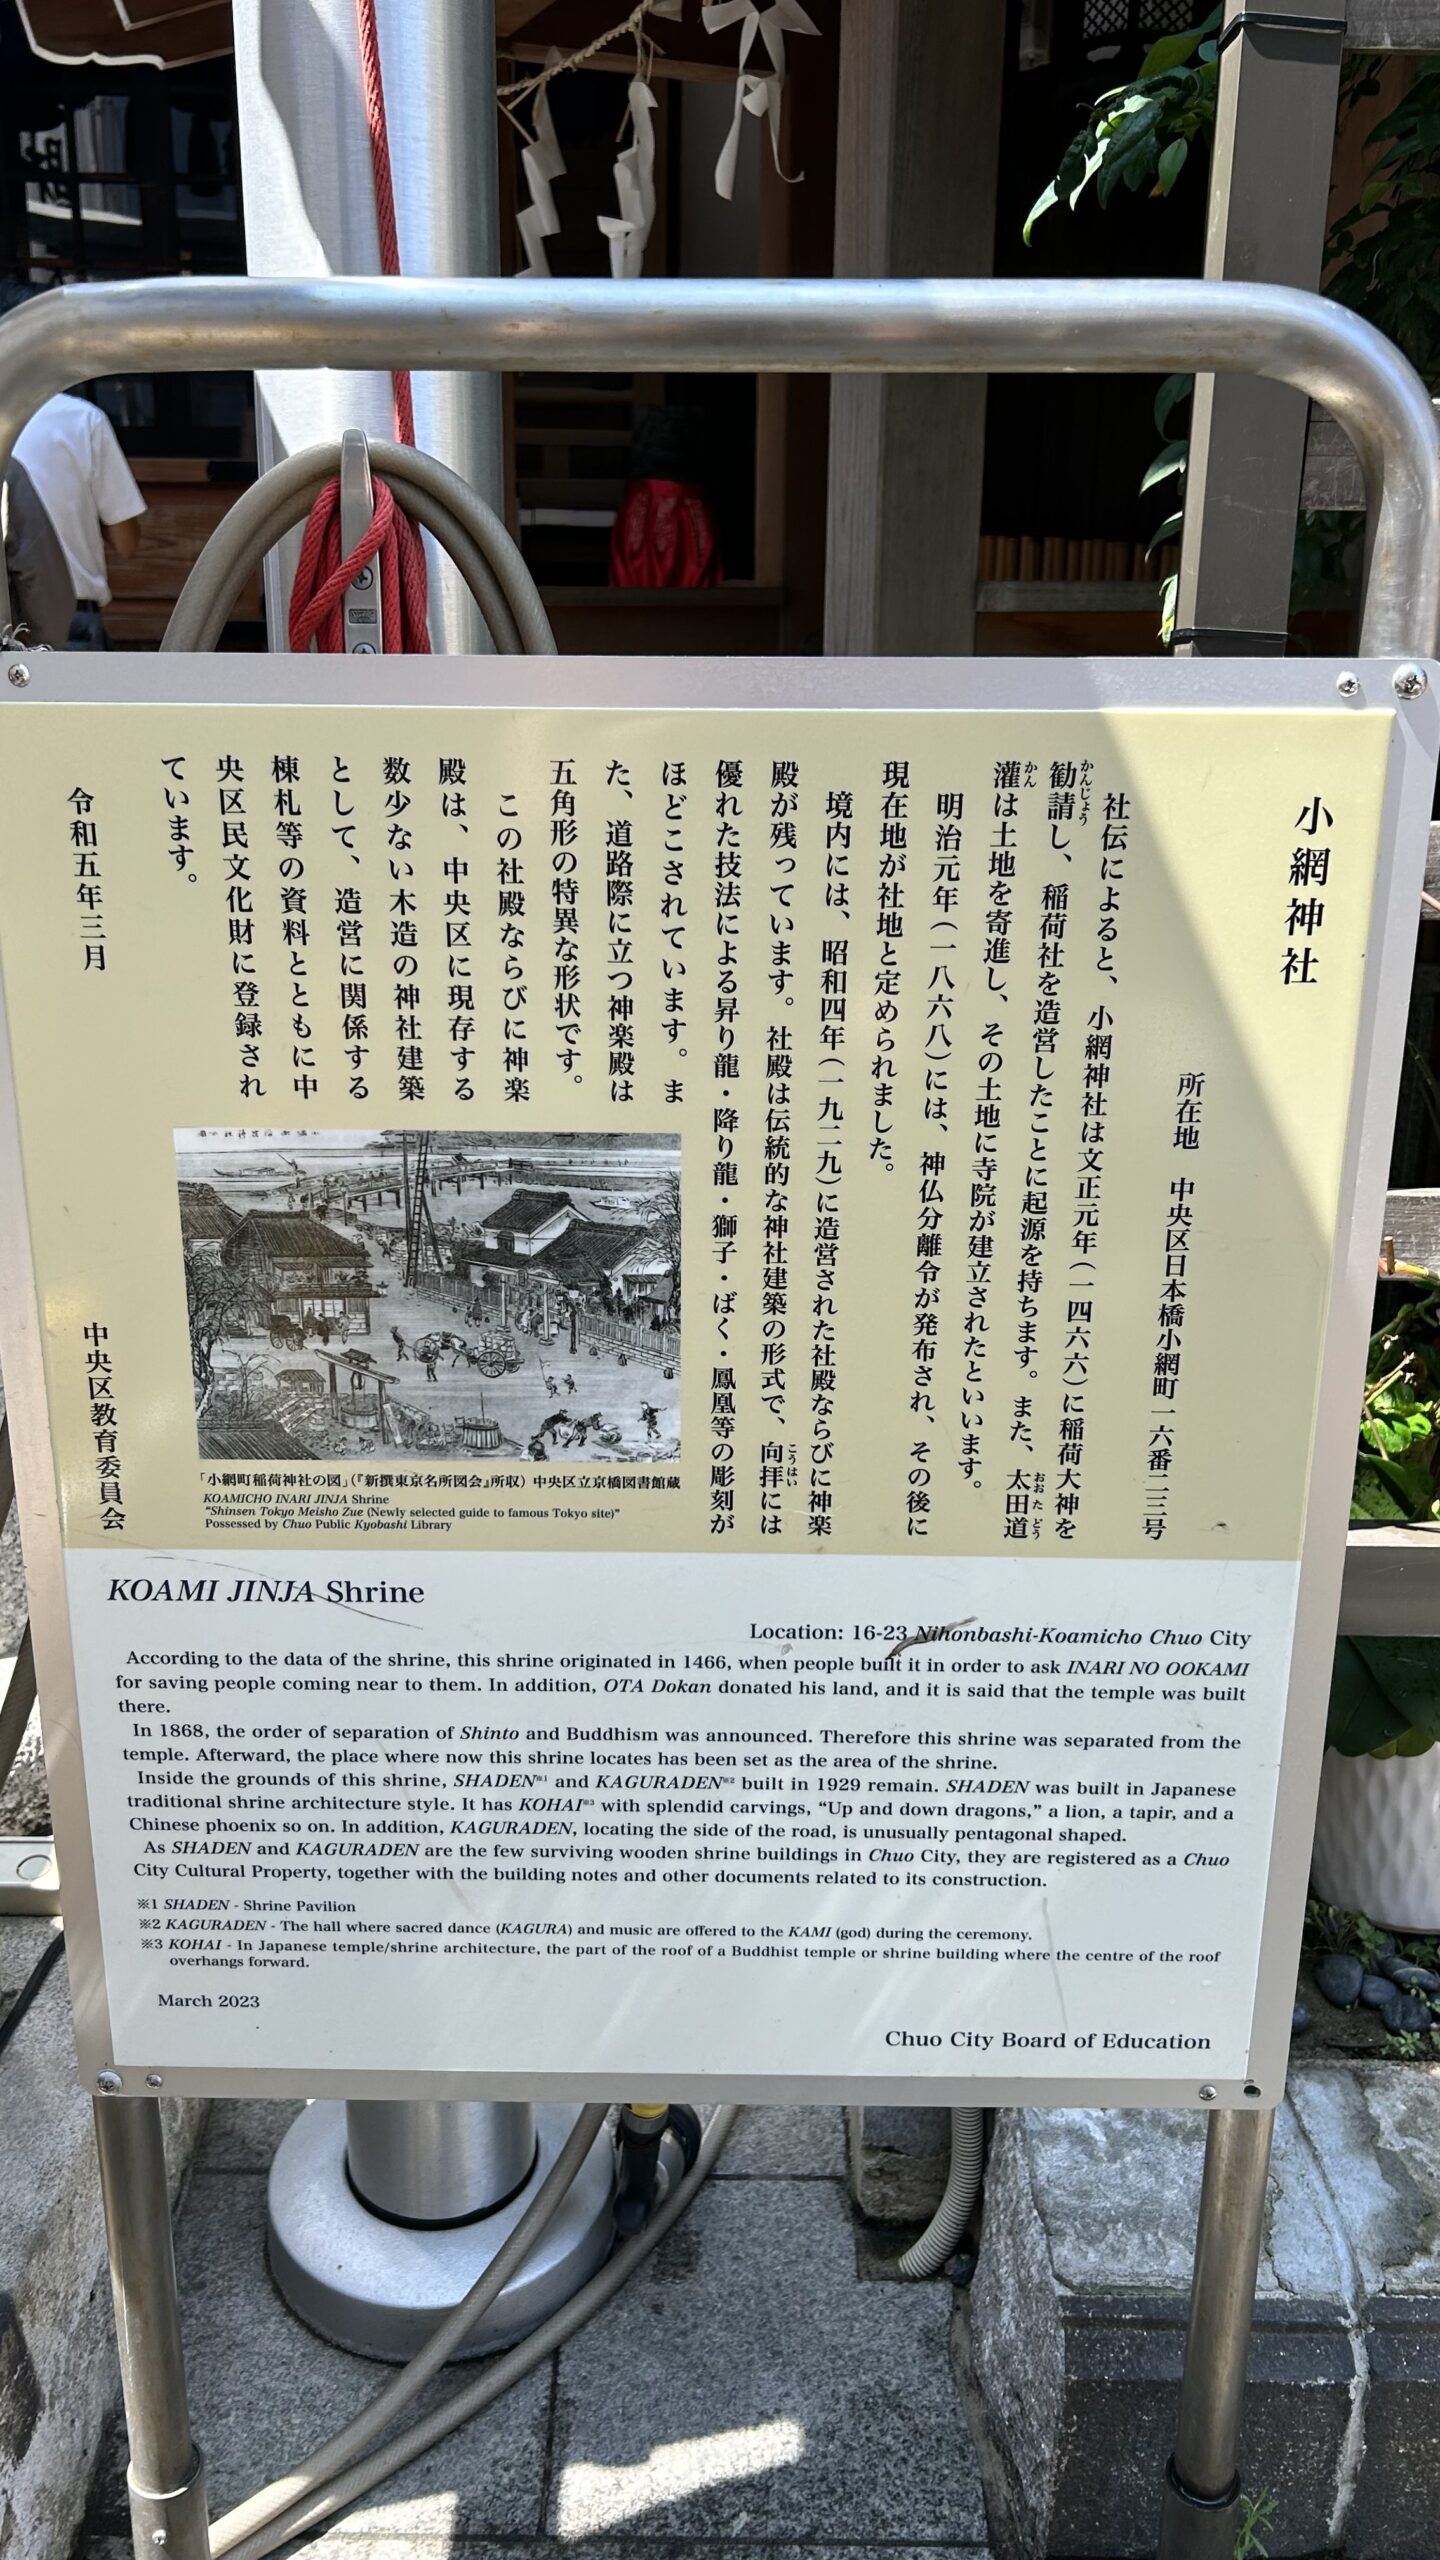 小網神社
所在地　中央区日本橋小網町一六番二三号
社伝によると、小網神社は文正元年（一四六六）に稲荷大神を
勧請し、稲荷社を造営したことに起源を持ちます。また、太田道
灌は土地を寄進し、その土地に寺院が建立されたといいます。
明治元年（一八六八）には、神仏分離令が発布され、その後に
現在地が社地と定められました。
境内には、昭和四年（一九二九）に造営された社殿ならびに神楽
殿が残っています。社殿は伝統的な神社建築の形式で、向拝には
優れた技法による昇り龍・降り龍・獅子・ばく・鳳凰等の彫刻が
ほどこされています。ま
た、道路際に立つ神楽殿は
五角形の特異な形状です。
この社殿ならびに神楽
殿は、中央区に現存する
数少ない木造の神社建築
として、造営に関係する
棟札等の資料とともに中
央区民文化財に登録され
ています。
令和五年三月
中央区教育委員会
かんじょう
おおたどう
かん
こうはい
「小網町稲荷神社の図」（『新撰東京名所図会』所収）中央区立京橋図書館蔵
KOAMICHO INARI JINJA Shrine
"Shinsen Tokyo Meisho Zue (Newly selected guide to famous Tokyo site)"
Possessed by Chuo Public Kyobashi Library
KOAMI JINJA Shrine
Location: 16-23 Nihonbashi-Koamicho Chuo City
According to the data of the shrine, this shrine originated in 1466, when people built it in order to ask INARI NO OOKAMI
for saving people coming near to them. In addition, OTA Dokan donated his land, and it is said that the temple was built
there.
In 1868, the order of separation of Shinto and Buddhism was announced. Therefore this shrine was separated from the
temple. Afterward, the place where now this shrine locates has been set as the area of the shrine.
Inside the grounds of this shrine, SHADEN※1 and KAGURADEN※2 built in 1929 remain. SHADEN was built in Japanese
traditional shrine architecture style. It has KOHAI※3 with splendid carvings, “Up and down dragons,” a lion, a tapir, and a
Chinese phoenix so on. In addition, KAGURADEN, locating the side of the road, is unusually pentagonal shaped.
As SHADEN and KAGURADEN are the few surviving wooden shrine buildings in Chuo City, they are registered as a Chuo
City Cultural Property, together with the building notes and other documents related to its construction.
※1 SHADEN - Shrine Pavilion
※2 KAGURADEN - The hall where sacred dance (KAGURA) and music are offered to the KAMI (god) during the ceremony.
※3 KOHAI - In Japanese temple/shrine architecture, the part of the roof of a Buddhist temple or shrine building where the centre of the roof
overhangs forward.
March 2023
Chuo City Board of Education